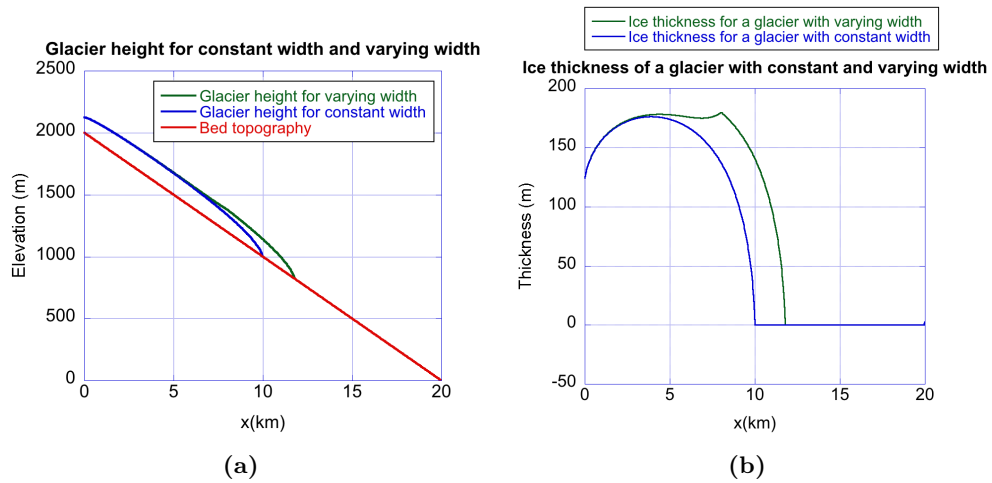 Glacier height for constant width and varying width
2500
2000
1500
1000
500
0
Elevation (m)
Glacier height for varying width
Glacier height for constant width
Bed topography
0 5 10 15 20
x(km)
(a)
Ice thickness for a glacier with varying width
Ice thickness for a glacier with constant width
Ice thickness of a glacier with constant and varying width
200
150
100
50
0
-50
Thickness (m)
0 5 10 15 20
x(km)
(b)